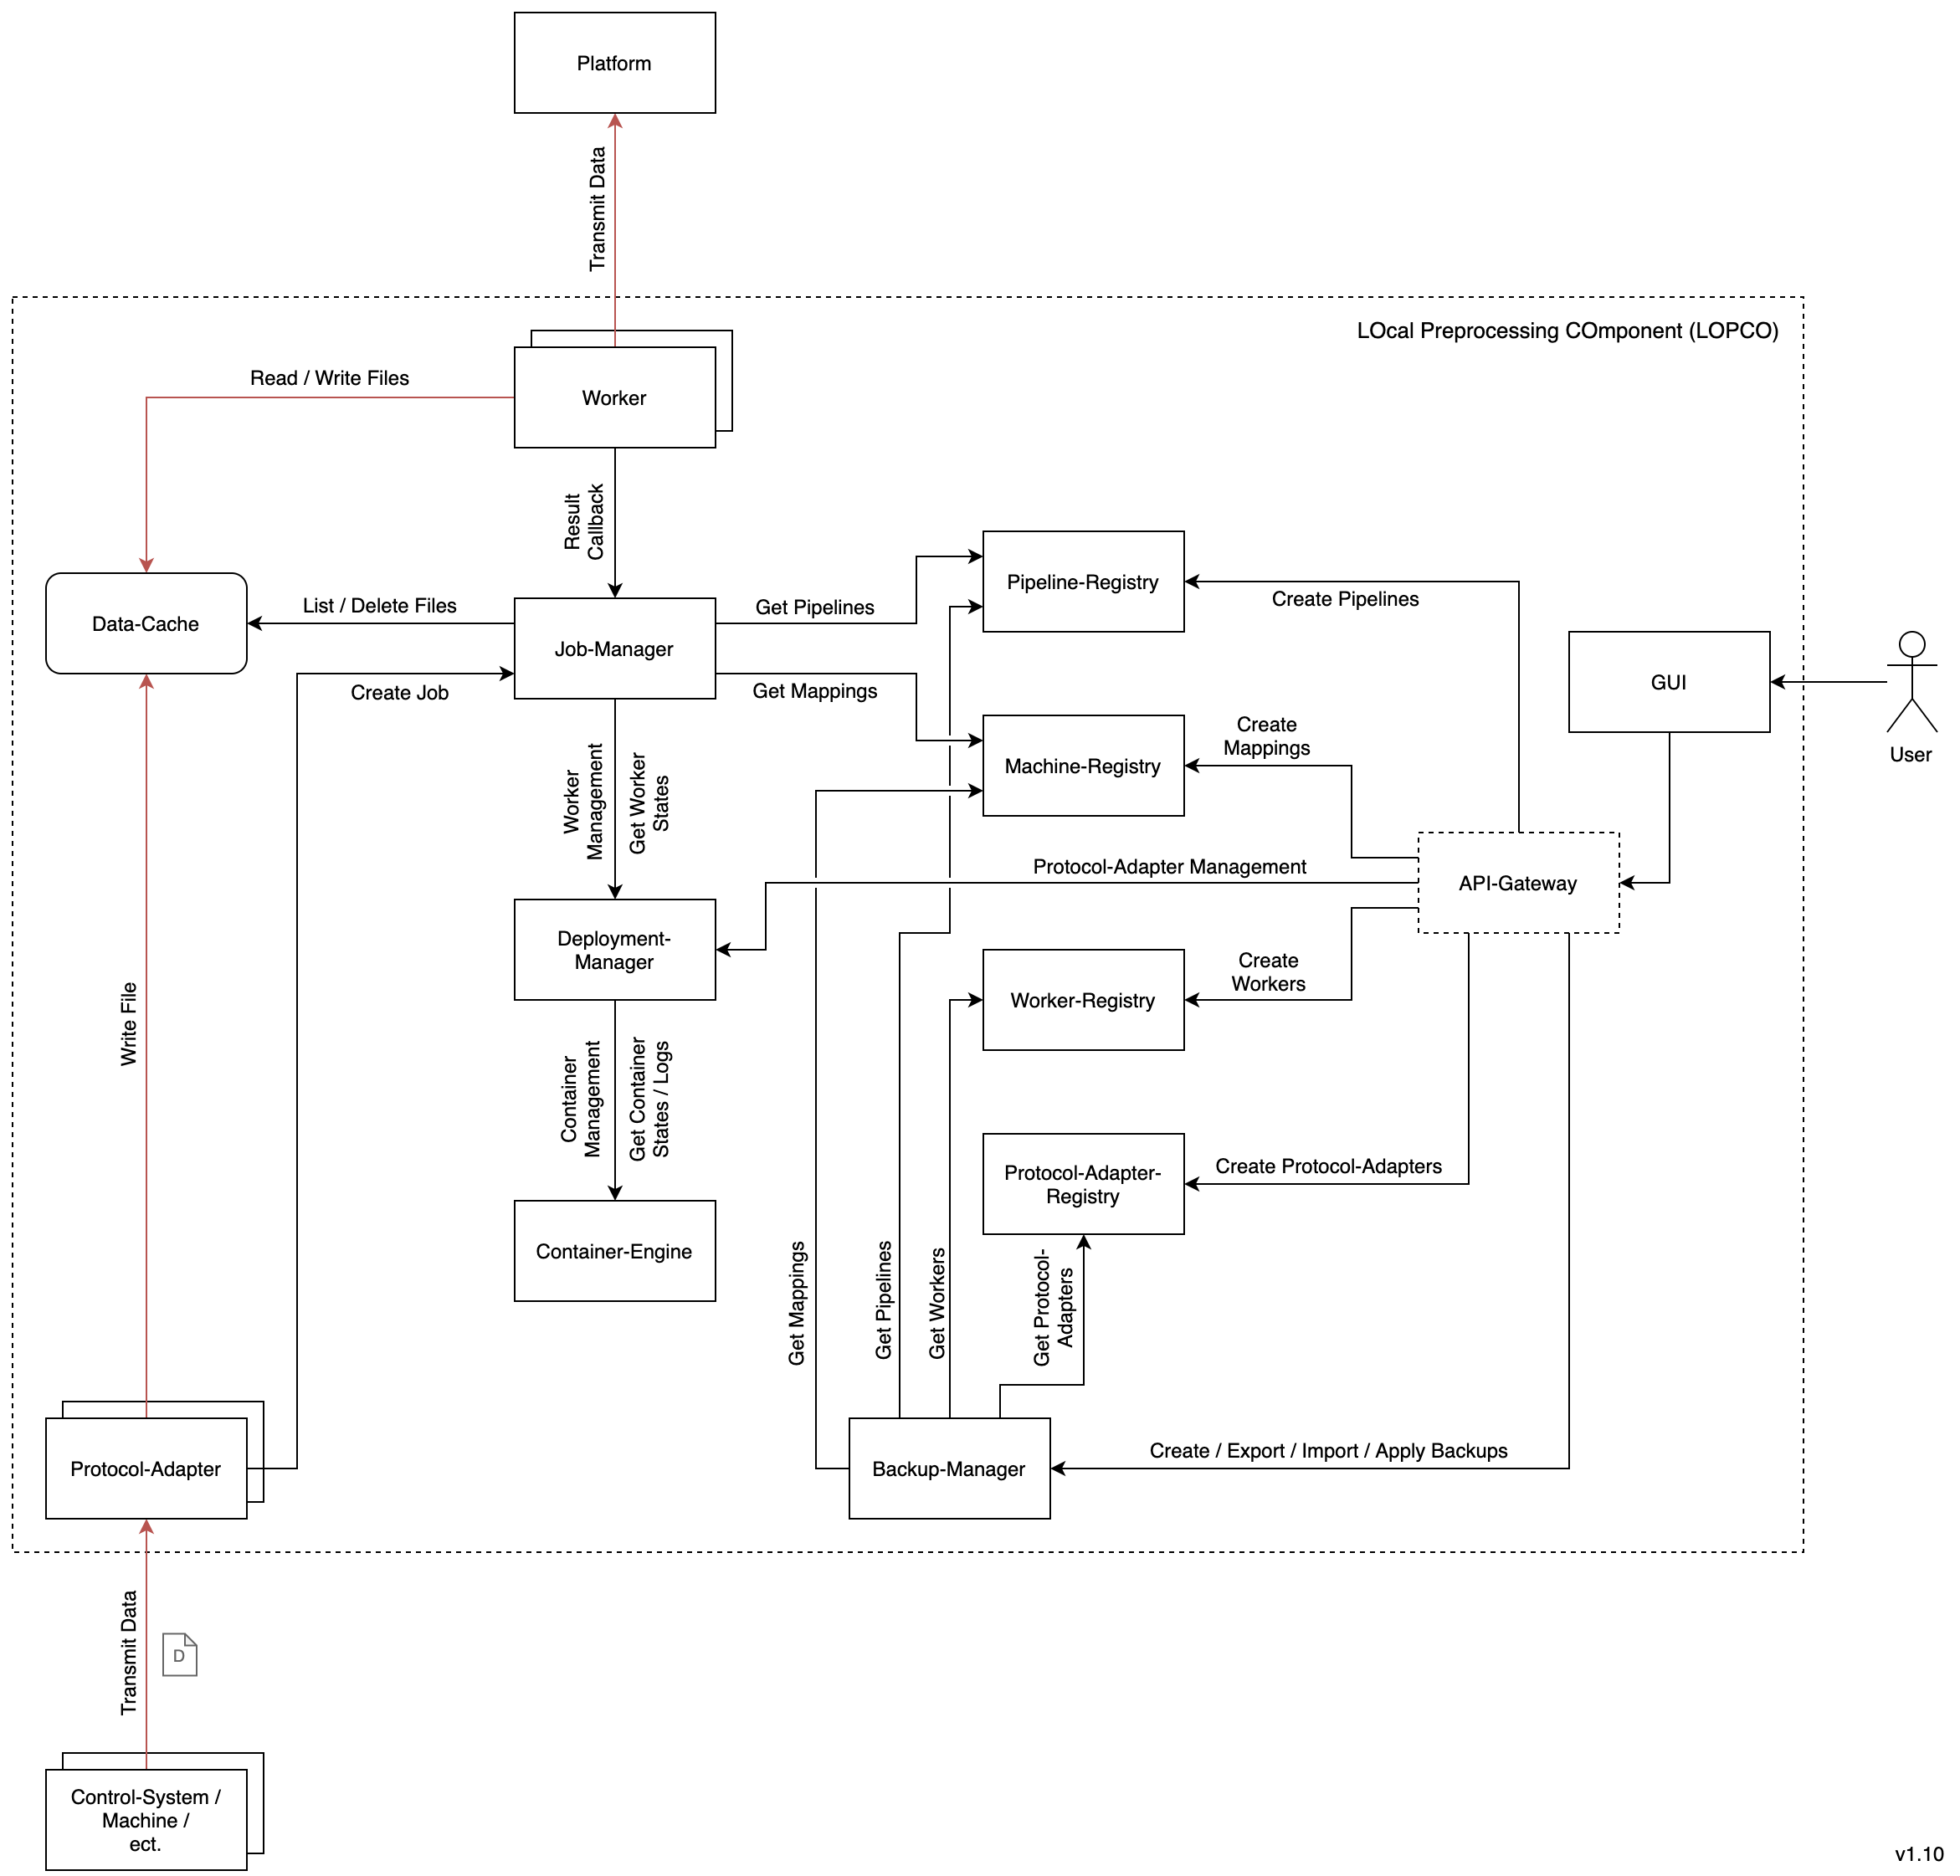 Platform
Transmit Data
LOcal Preprocessing COmponent (LOPCO)
Read / Write Files
Worker
Result
Callback
Pipeline-Registry
Data-Cache
List / Delete Files
Get Pipelines
Create Pipelines
Job-Manager
GUI
Create Job
Get Mappings
User
Create
Mappings
Machine-Registry
Worker
Management
Get Worker
States
Protocol-Adapter Management
API-Gateway
Deployment-
Manager
Create
Workers
Worker-Registry
Write File
Container
Management
Get Container
States / Logs
Protocol-Adapter-
Registry
Create Protocol-Adapters
Container-Engine
Get Mappings
Get Pipelines
Get Workers
Get Protocol-
Adapters
Protocol-Adapter
Backup-Manager
Create / Export / Import / Apply Backups
Transmit Data
D
Control-System /
Machine /
ect.
v1.10